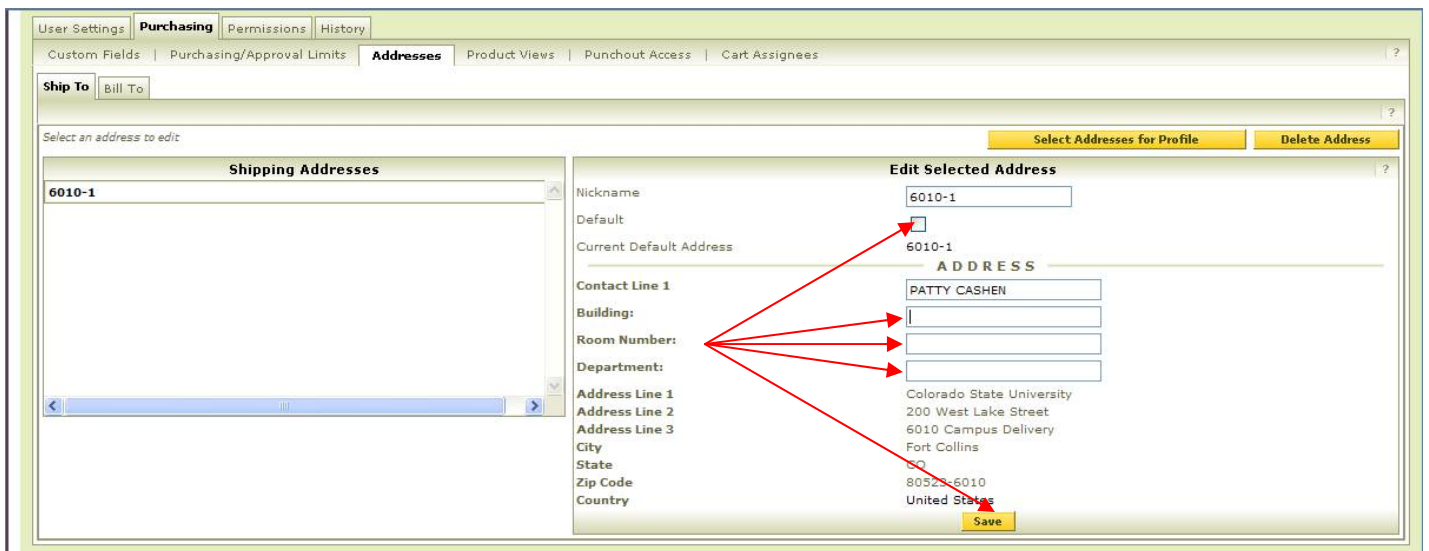 User Settings Purchasing Permissions History
Custom Fields | Purchasing/Approval Limits Addresses Product Views | Punchout Access | Cart Assignees ?
Ship To Bill To
?
Select an address to edit Select Addresses for Profile Delete Address
Shipping Addresses
6010-1
Edit Selected Address ?
Nickname 6010-1
Default
Current Default Address 6010-1
ADDRESS
Contact Line 1 PATTY CASHEN
Building:
Room Number:
Department:
Address Line 1 Colorado State University
Address Line 2 200 West Lake Street
Address Line 3 6010 Campus Delivery
City Fort Collins
State CO
Zip Code 80523-6010
Country United States
Save